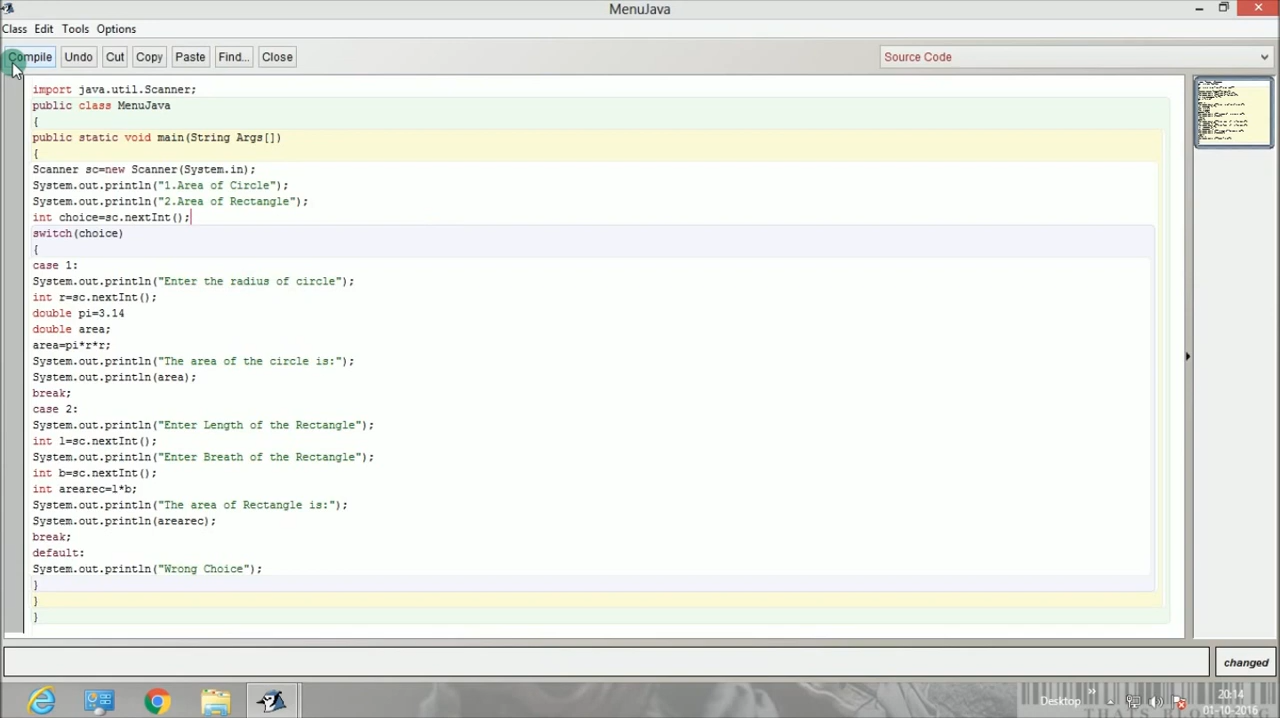 MenuJava
Class Edit Tools Options
Compile Undo Cut Copy Paste Find... Close Source Code
import java.util.Scanner;
public class MenuJava
{
public static void main(String Args[])
{
Scanner sc=new Scanner(System.in);
System.out.println("1.Area of Circle");
System.out.println("2.Area of Rectangle");
int choice=sc.nextInt();
switch(choice)
{
case 1:
System.out.println("Enter the radius of circle");
int r=sc.nextInt();
double pi=3.14
double area;
area=pi*r*r;
System.out.println("The area of the circle is:");
System.out.println(area);
break;
case 2:
System.out.println("Enter Length of the Rectangle");
int l=sc.nextInt();
System.out.println("Enter Breath of the Rectangle");
int b=sc.nextInt();
int arearec=l*b;
System.out.println("The area of Rectangle is:");
System.out.println(arearec);
break;
default:
System.out.println("Wrong Choice");
}
}
}
changed
Desktop 20:14
01-10-2016